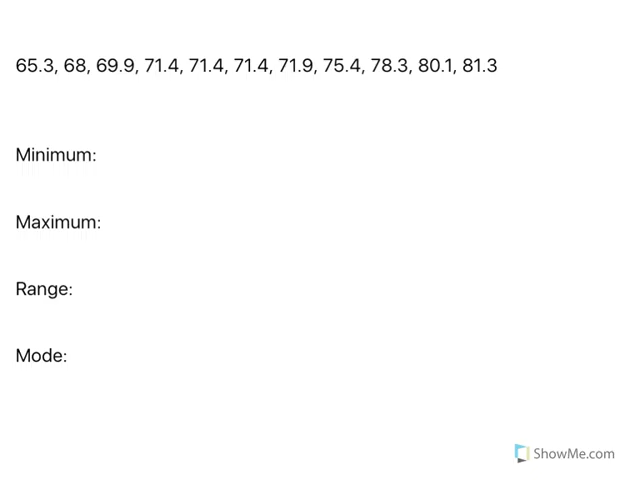 65.3, 68, 69.9, 71.4, 71.4, 71.4, 71.9, 75.4, 78.3, 80.1, 81.3
Minimum:
Maximum:
Range:
Mode:
ShowMe.com